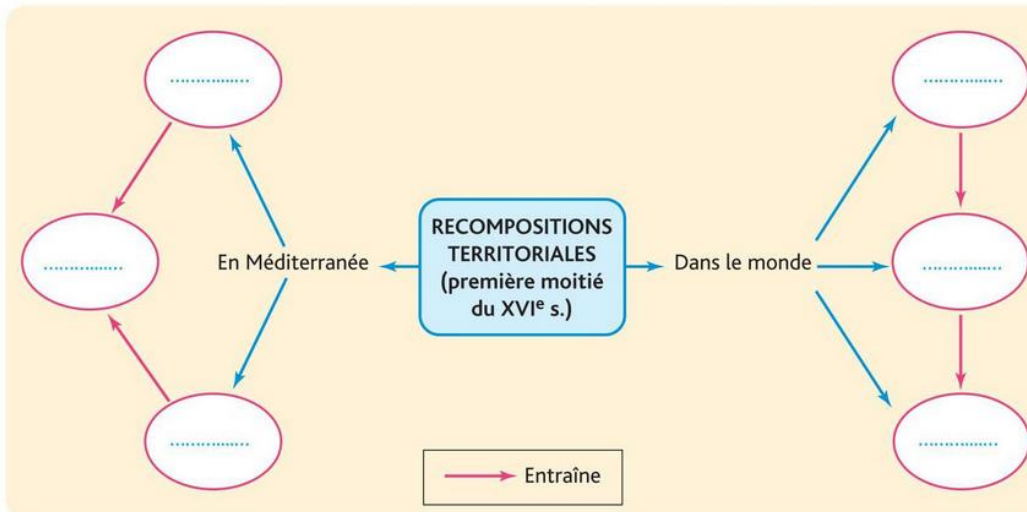 En Méditerranée
RECOMPOSITIONS
TERRITORIALES
(première moitié
du XVIe s.)
Dans le monde
Entraîne